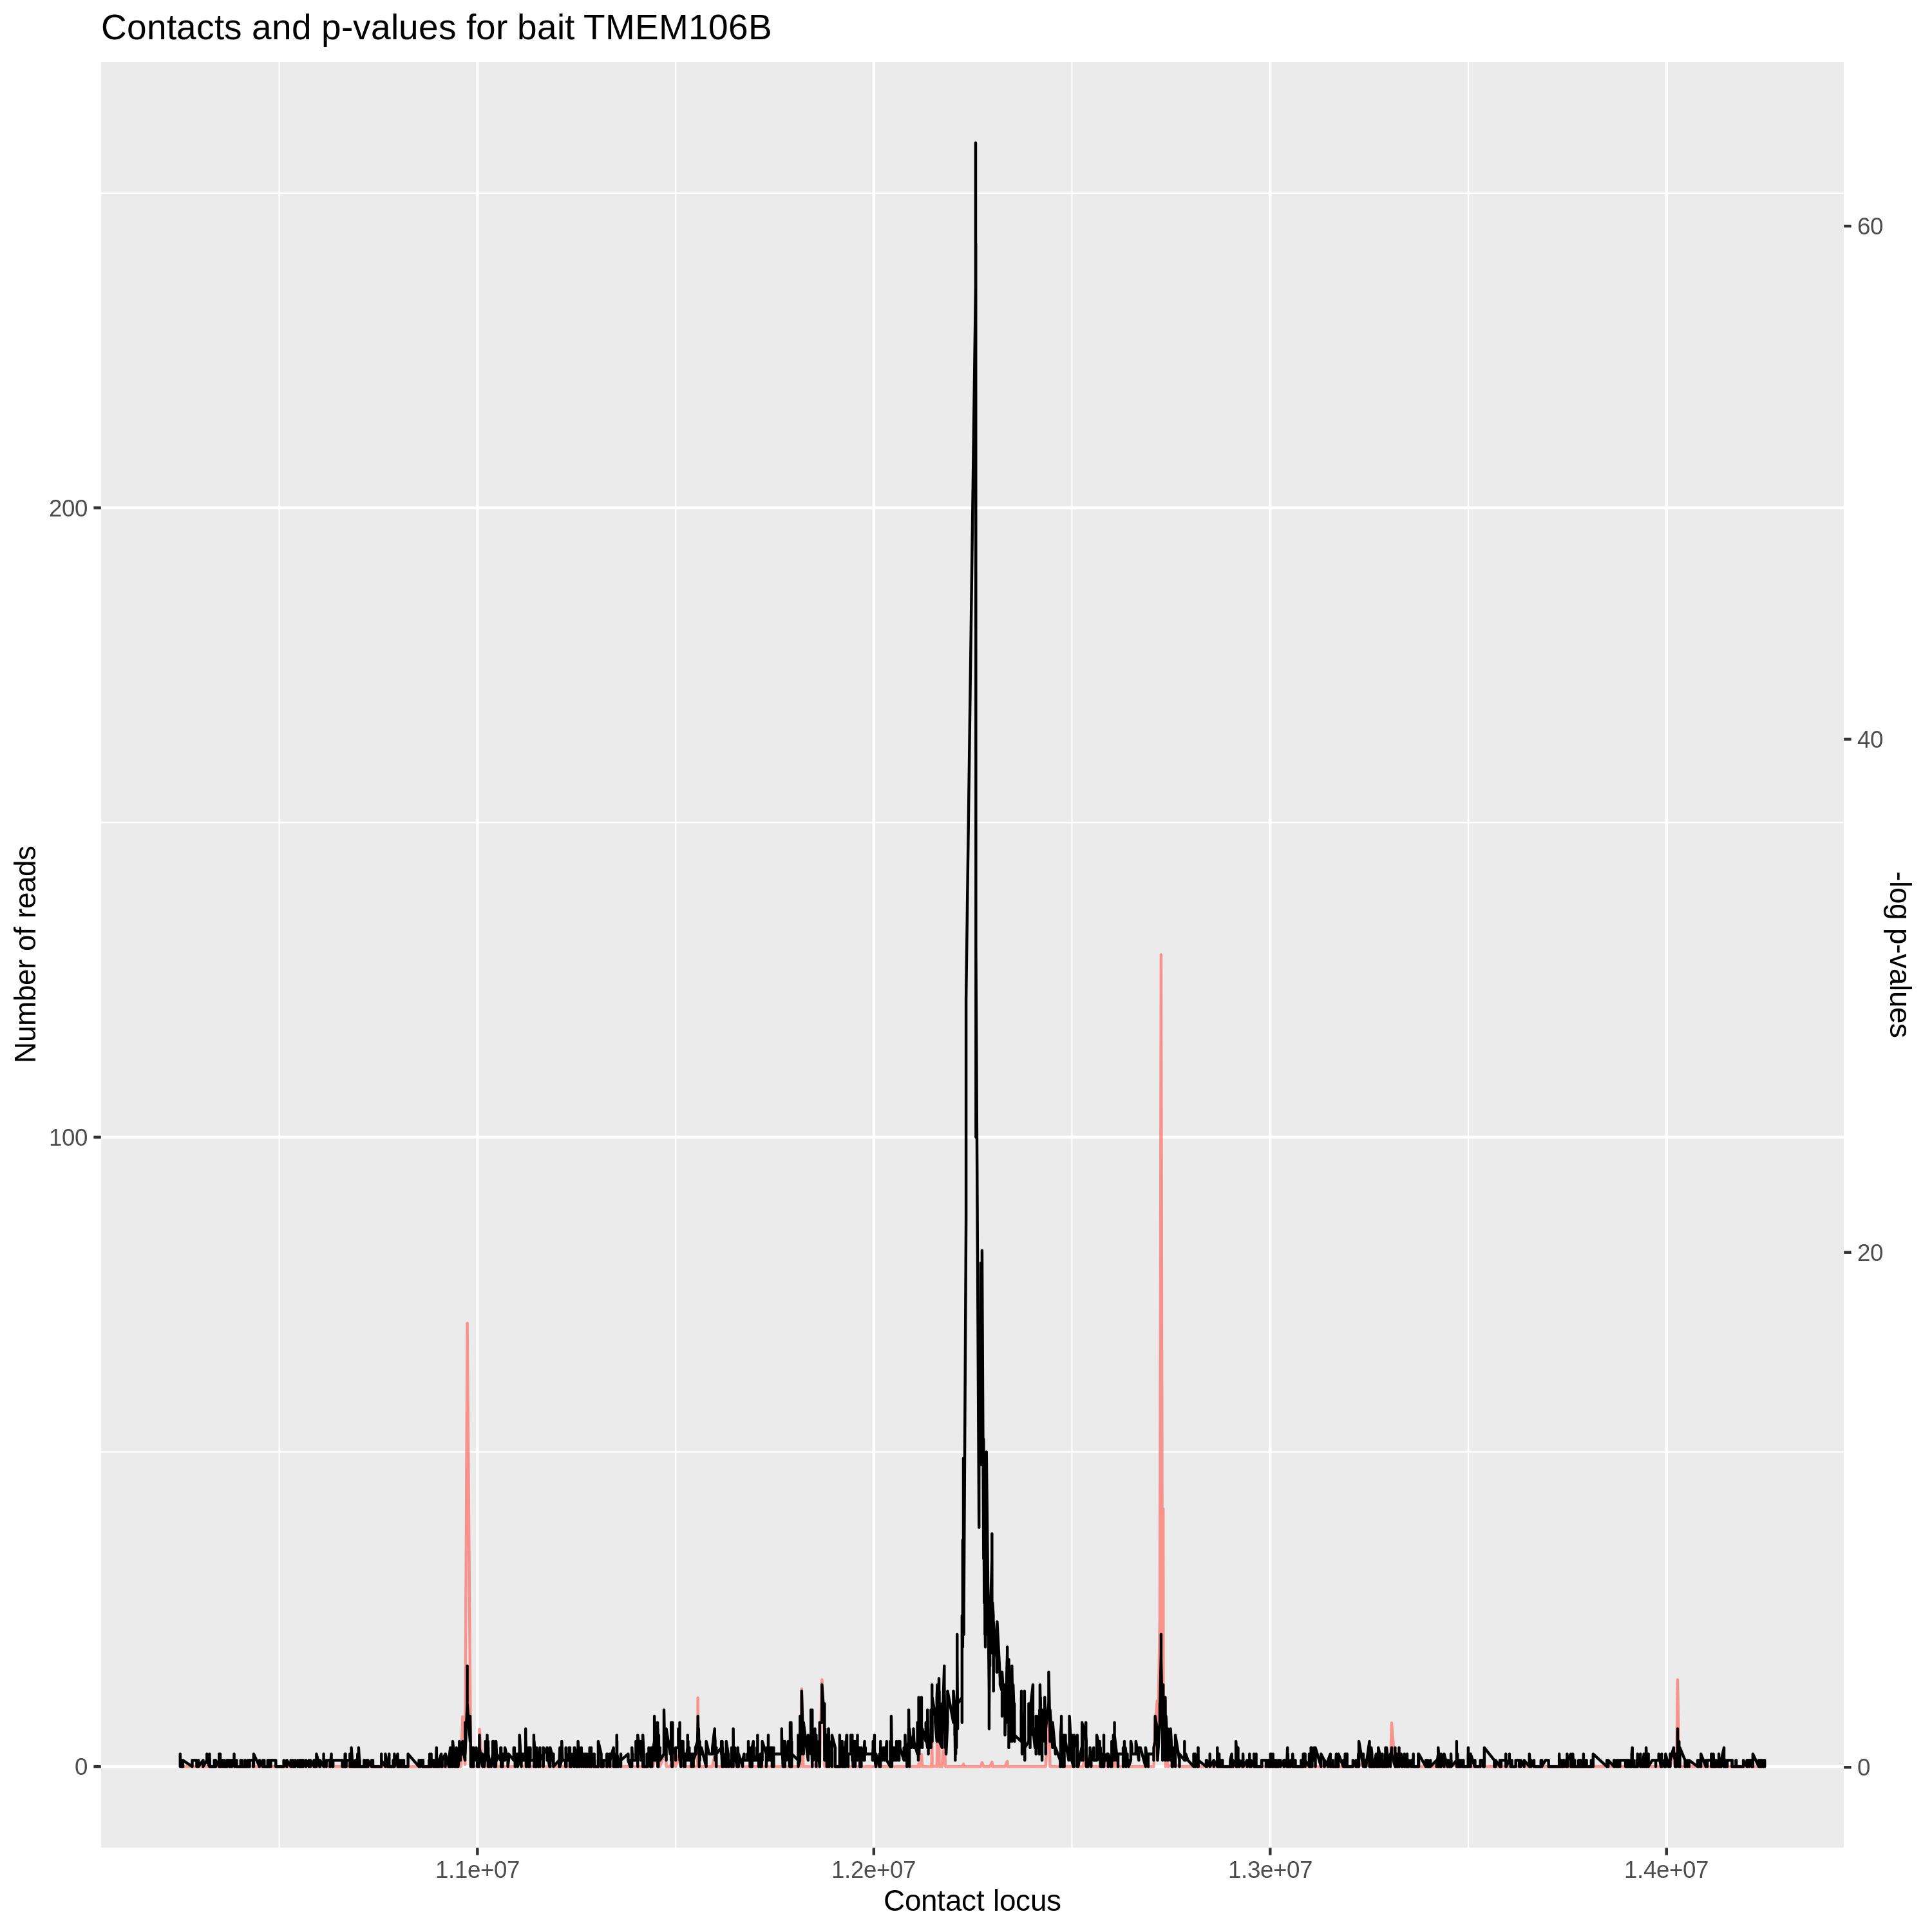 Contacts and p-values for bait TMEM106B
Number of reads
200
100
0
60
40
20
0
-log p-values
1.1e+07 1.2e+07 1.3e+07 1.4e+07
Contact locus